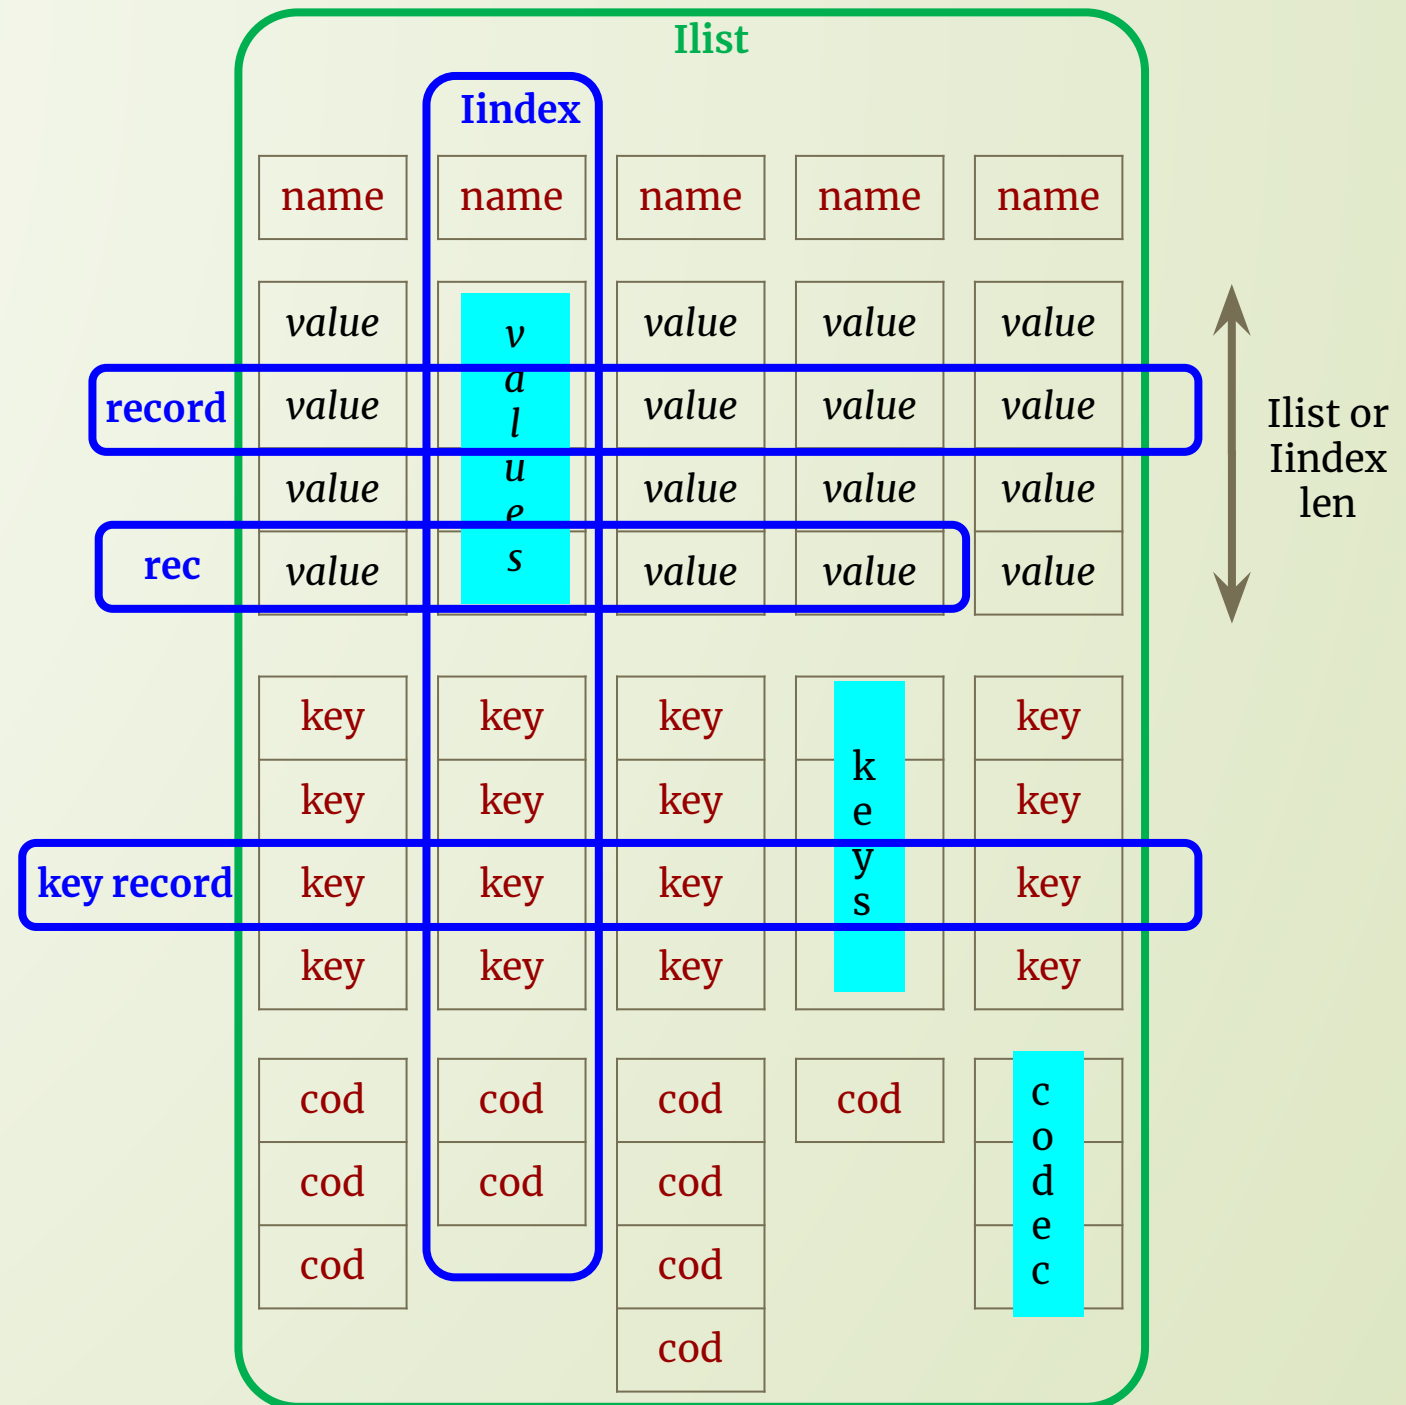 Ilist
Iindex
name name name name name
value value value value
values
record value value value value
value value value value
rec value value value value
Ilist or
Iindex
len
key key key key
keys
key key key key
key record key key key key
key key key key
cod cod cod cod
codec
cod cod cod
cod cod
cod